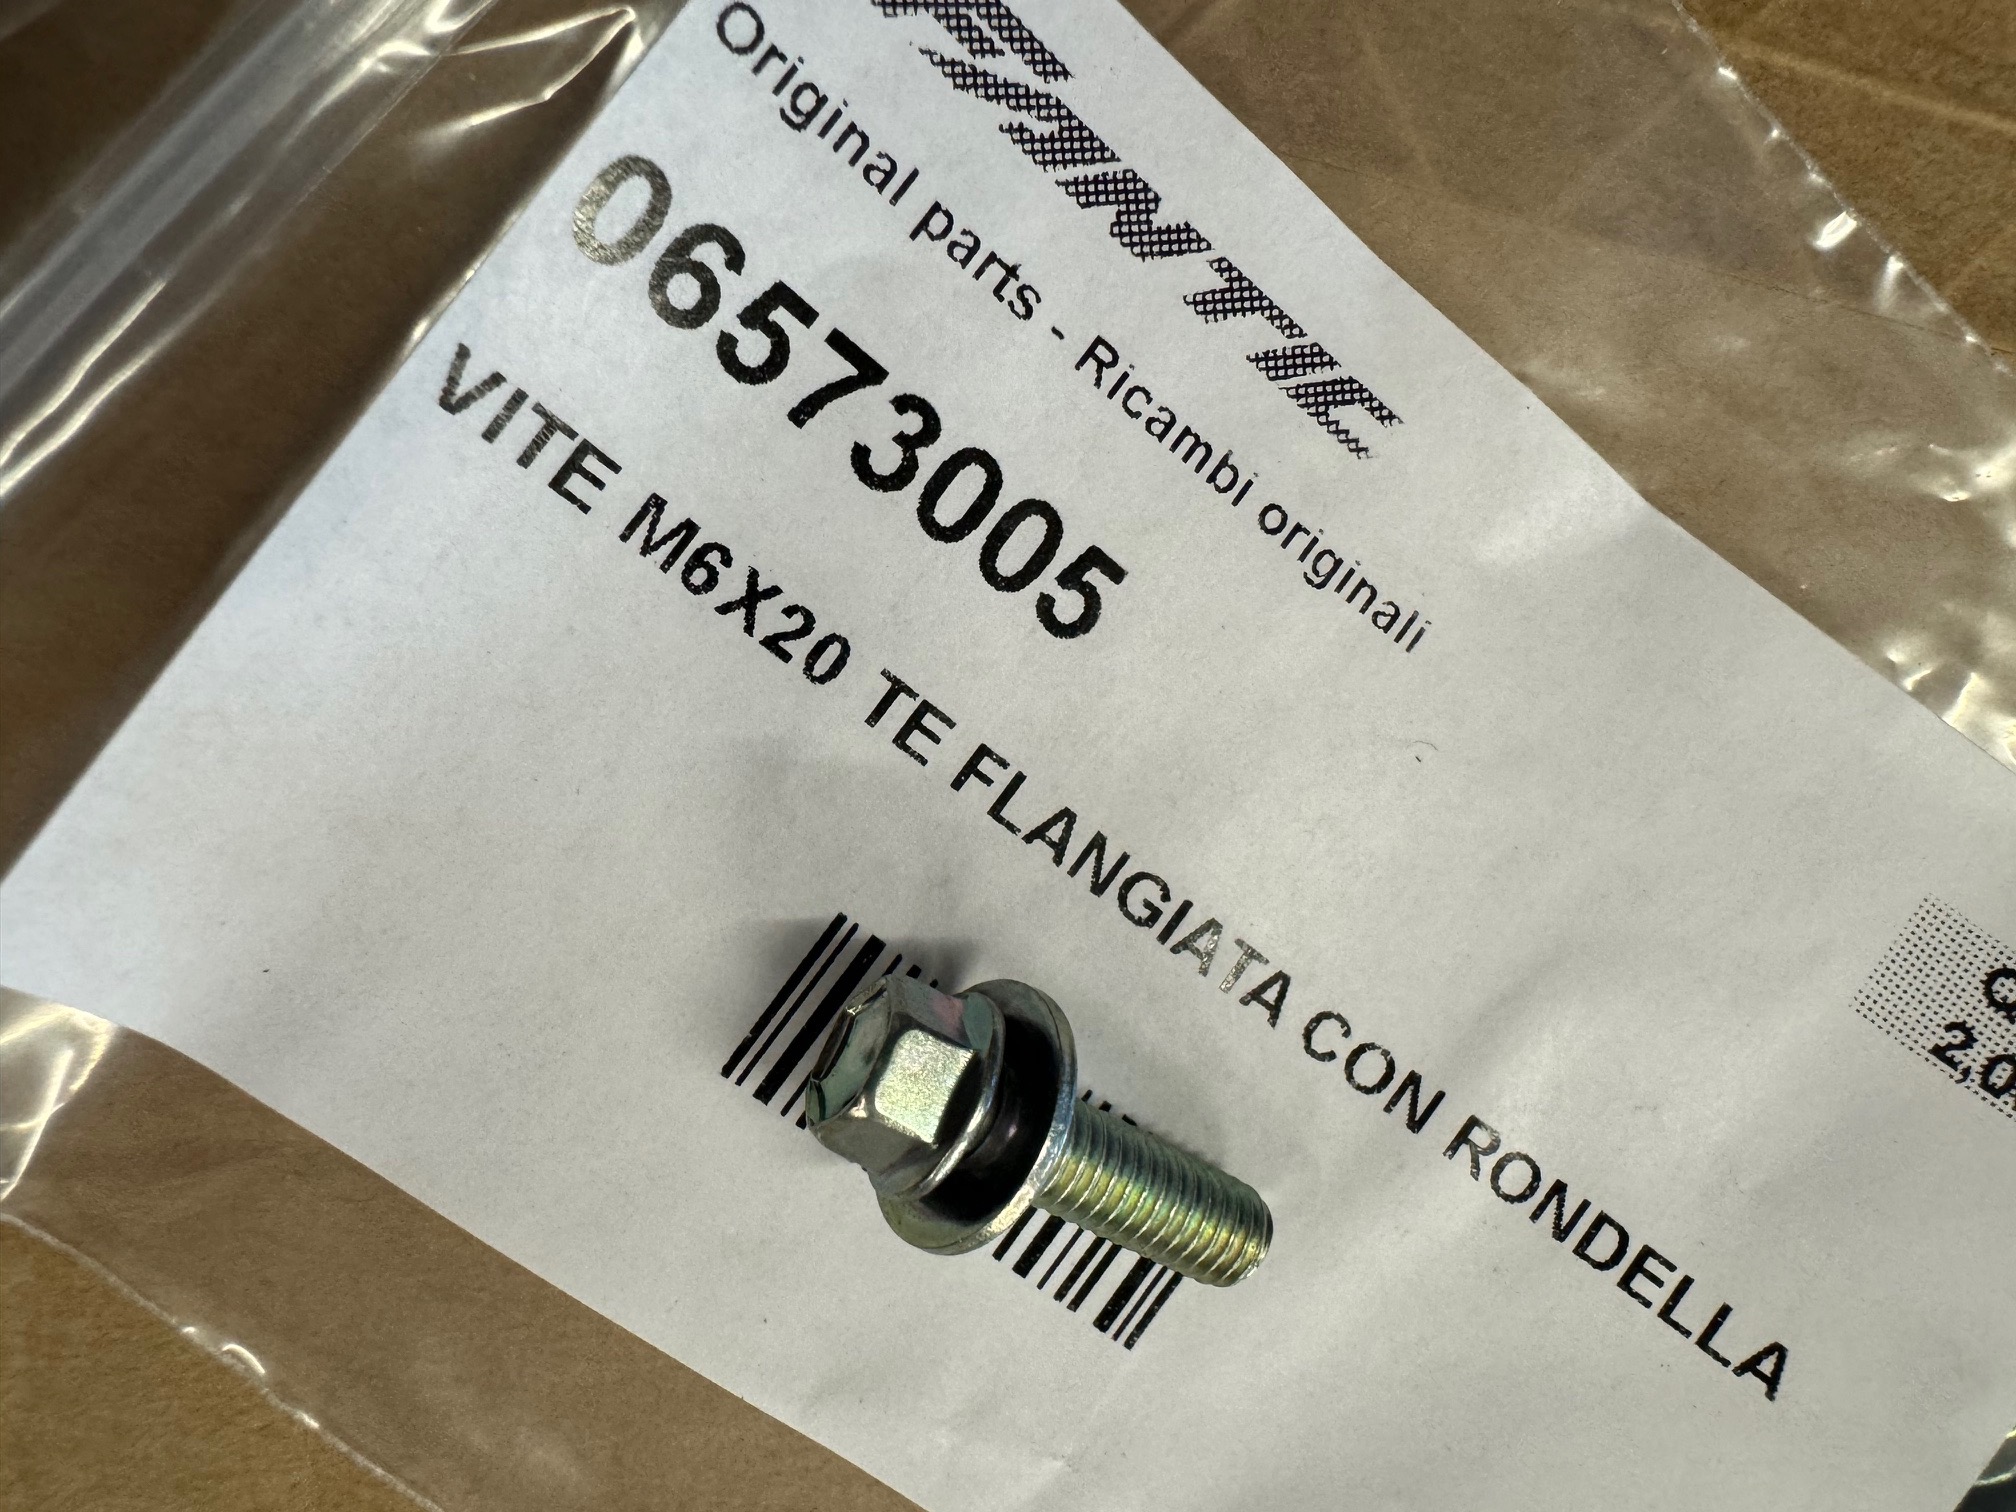 Original parts - Ricambi originali
06573005
VITE M6X20 TE FLANGIATA CON RONDELLA